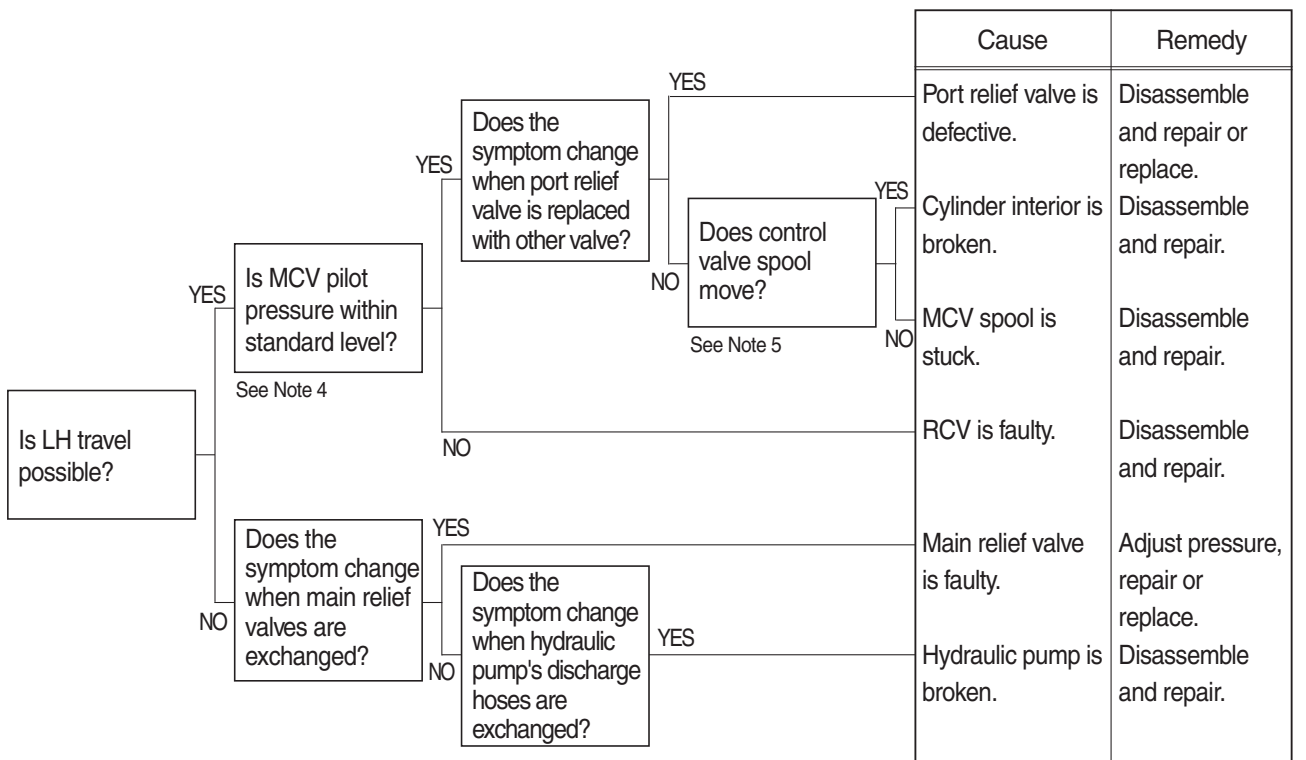 Cause
Remedy
YES
Port relief valve is
defective.
Disassemble
and repair or
replace.
Does the
symptom change
when port relief
valve is replaced
with other valve?
YES
YES
Cylinder interior is
broken.
Disassemble
and repair.
Does control
valve spool
move?
NO
See Note 5
NO
MCV spool is
stuck.
Disassemble
and repair.
YES
Is MCV pilot
pressure within
standard level?
See Note 4
NO
RCV is faulty.
Disassemble
and repair.
Is LH travel
possible?
NO
Does the
symptom change
when main relief
valves are
exchanged?
YES
Main relief valve
is faulty.
Adjust pressure,
repair or
replace.
NO
Does the
symptom change
when hydraulic
pump's discharge
hoses are
exchanged?
YES
Hydraulic pump is
broken.
Disassemble
and repair.